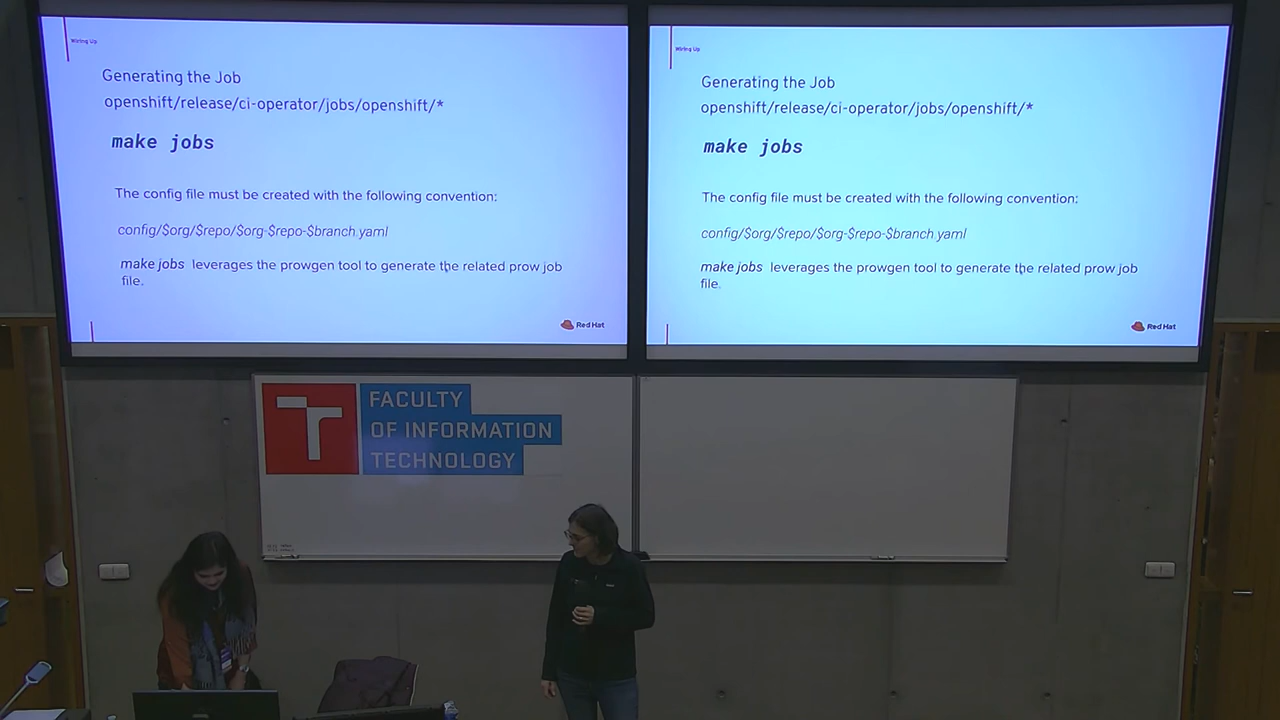 Wiring Up
Generating the Job
openshift/release/ci-operator/jobs/openshift/*
make jobs
The config file must be created with the following convention:
config/$org/$repo/$org-$repo-$branch.yaml
make jobs leverages the prowgen tool to generate the related prow job
file.
Red Hat
Wiring Up
Generating the Job
openshift/release/ci-operator/jobs/openshift/*
make jobs
The config file must be created with the following convention:
config/$org/$repo/$org-$repo-$branch.yaml
make jobs leverages the prowgen tool to generate the related prow job
file.
Red Hat
FACULTY
OF INFORMATION
TECHNOLOGY